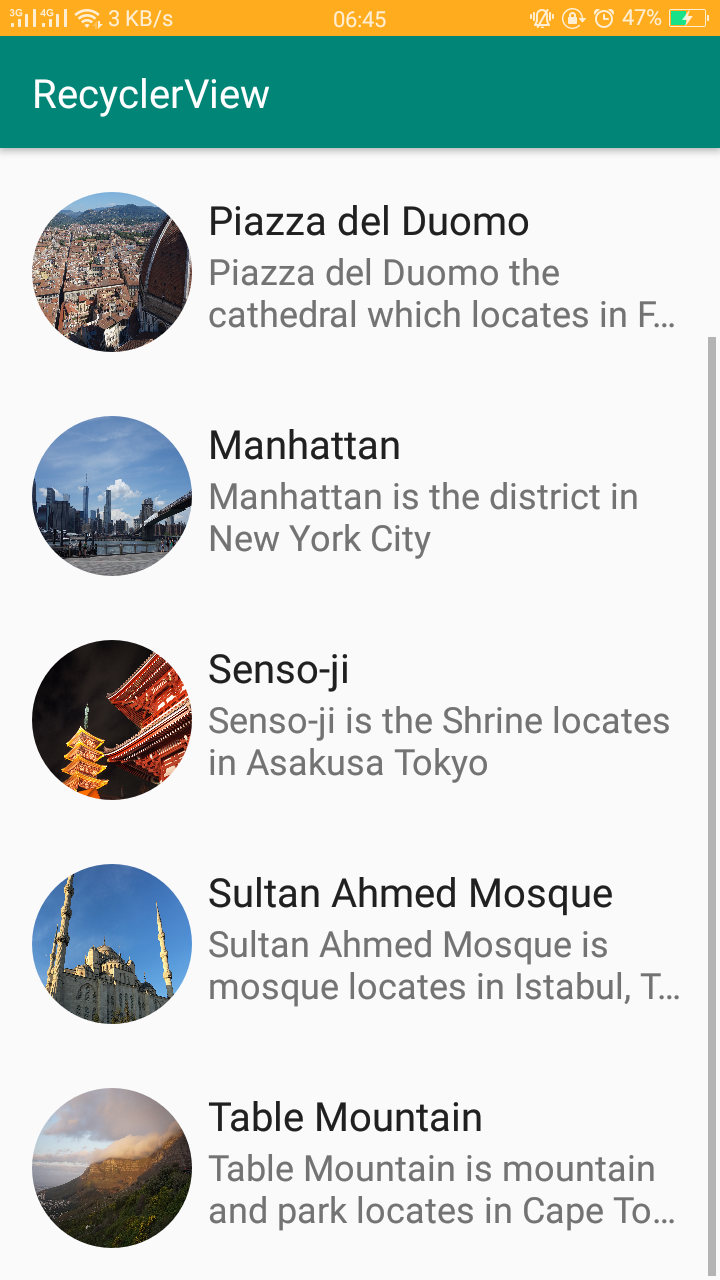 3G 4G 3 KB/s 06:45 47%
RecyclerView
Piazza del Duomo
Piazza del Duomo the
cathedral which locates in F...
Manhattan
Manhattan is the district in
New York City
Senso-ji
Senso-ji is the Shrine locates
in Asakusa Tokyo
Sultan Ahmed Mosque
Sultan Ahmed Mosque is
mosque locates in Istabul, T...
Table Mountain
Table Mountain is mountain
and park locates in Cape To...